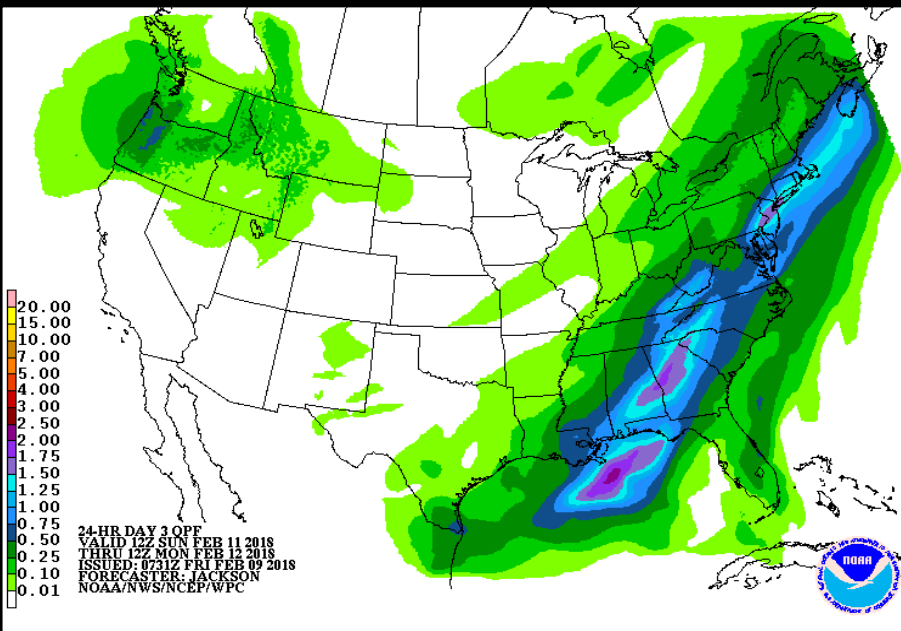 20.00
15.00
10.00
7.00
5.00
4.00
3.00
2.50
2.00
1.75
1.50
1.25
1.00
0.75
0.50
0.25
0.10
0.01
24-HR DAY 3 QPF
VALID 12Z SUN FEB 11 2018
THRU 12Z MON FEB 12 2018
ISSUED: 0731Z FRI FEB 09 2018
FORECASTER: JACKSON
NOAA/NWS/NCEP/WPC
NOAA